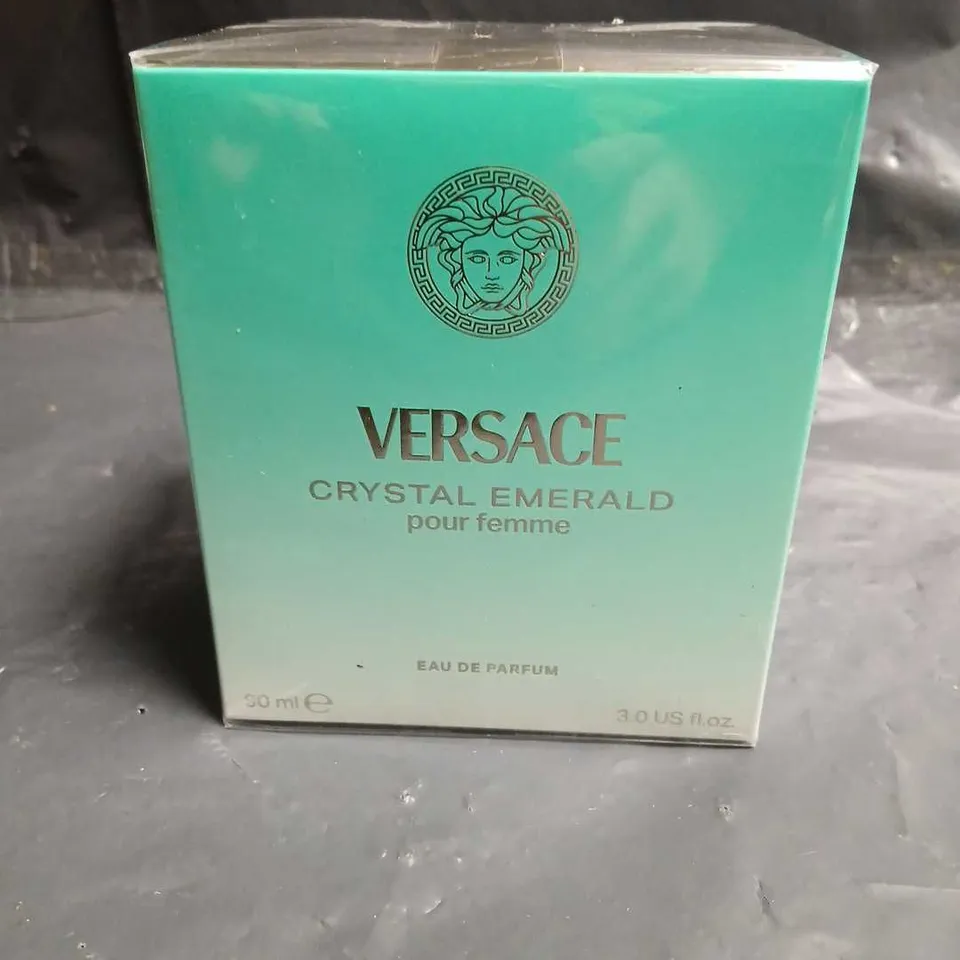 VERSACE
CRYSTAL EMERALD
pour femme
EAU DE PARFUM
90 ml e
3.0 US fl.oz.